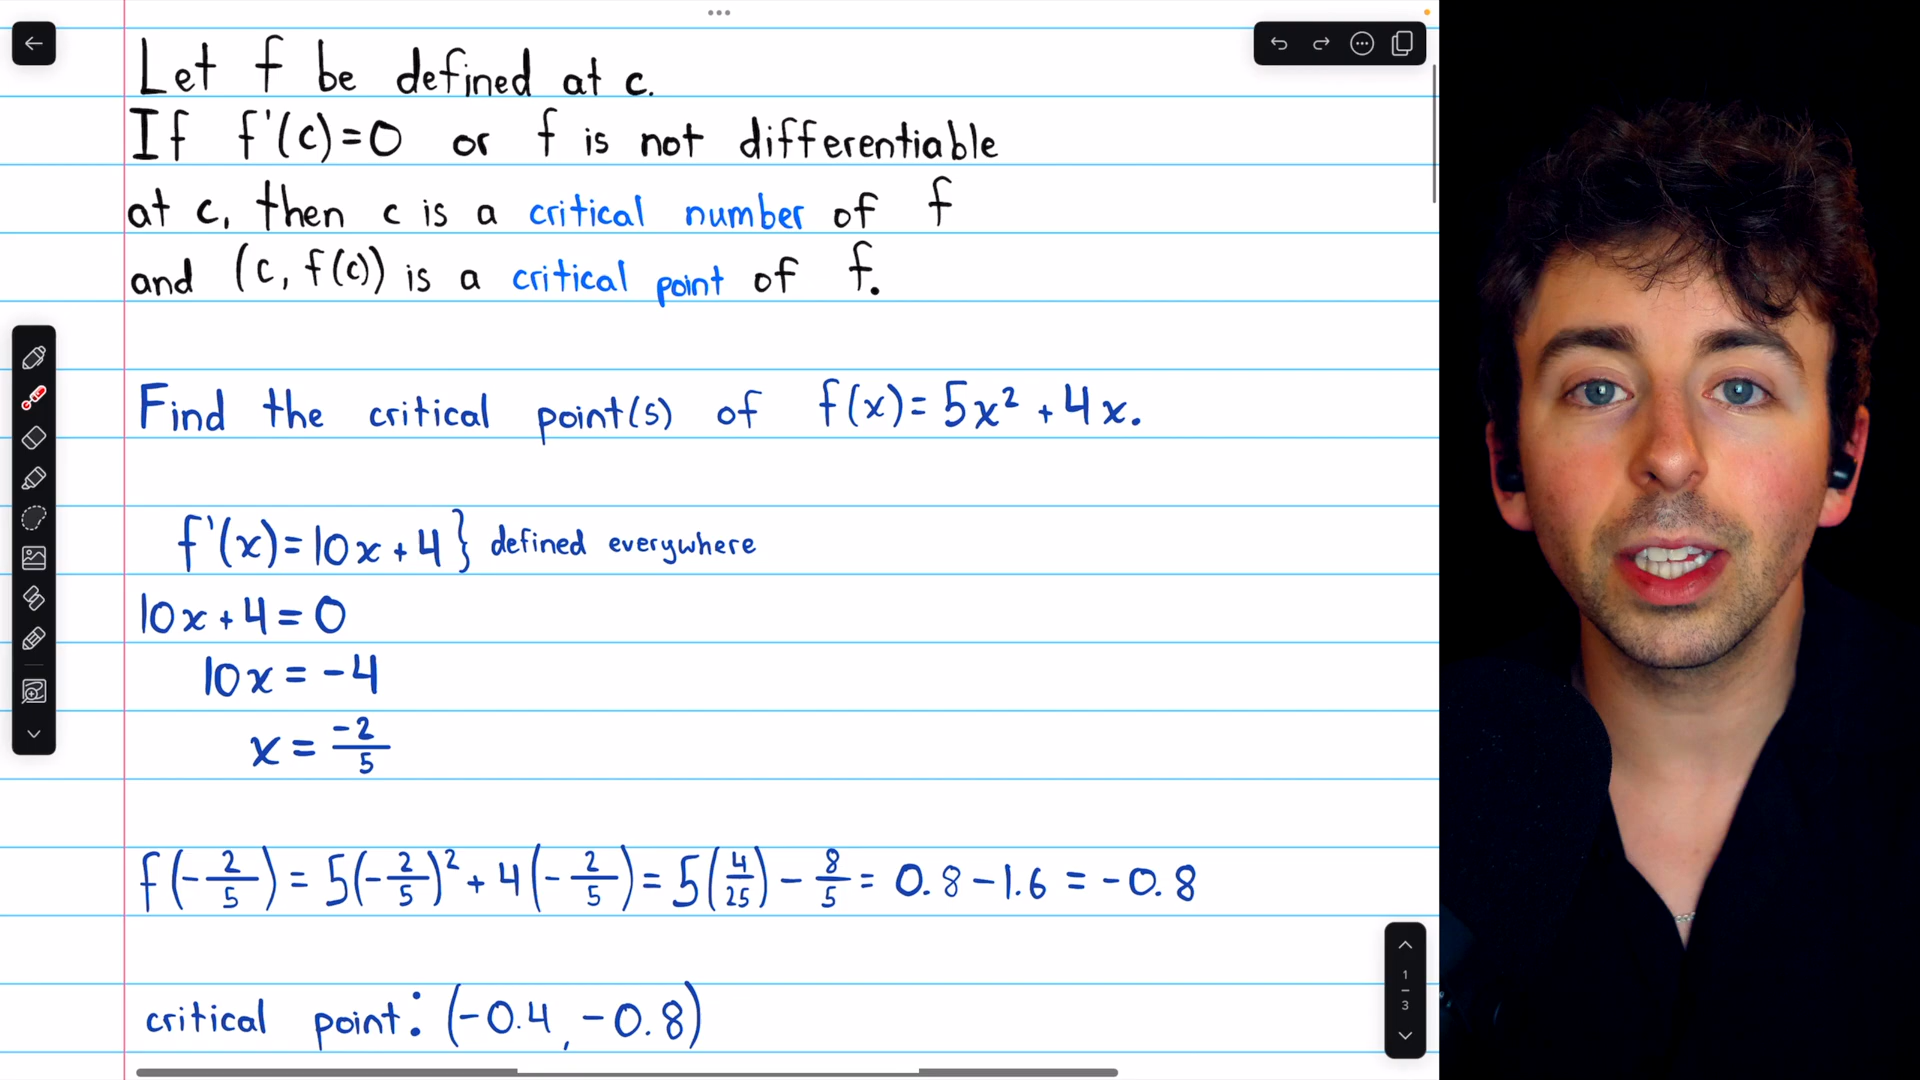 Let f be defined at c.
If f'(c)=0 or f is not differentiable
at c, then c is a critical number of f
and (c, f(c)) is a critical point of f.
Find the critical point(s) of f(x)= 5x² + 4x.
f'(x)=10x+4} defined everywhere
10x+4=0
10x = -4
x = -2/5
f(-2/5) = 5(-2/5)² + 4(-2/5) = 5(4/25) - 8/5 = 0.8 - 1.6 = -0.8
critical point: (-0.4, -0.8)
1
3